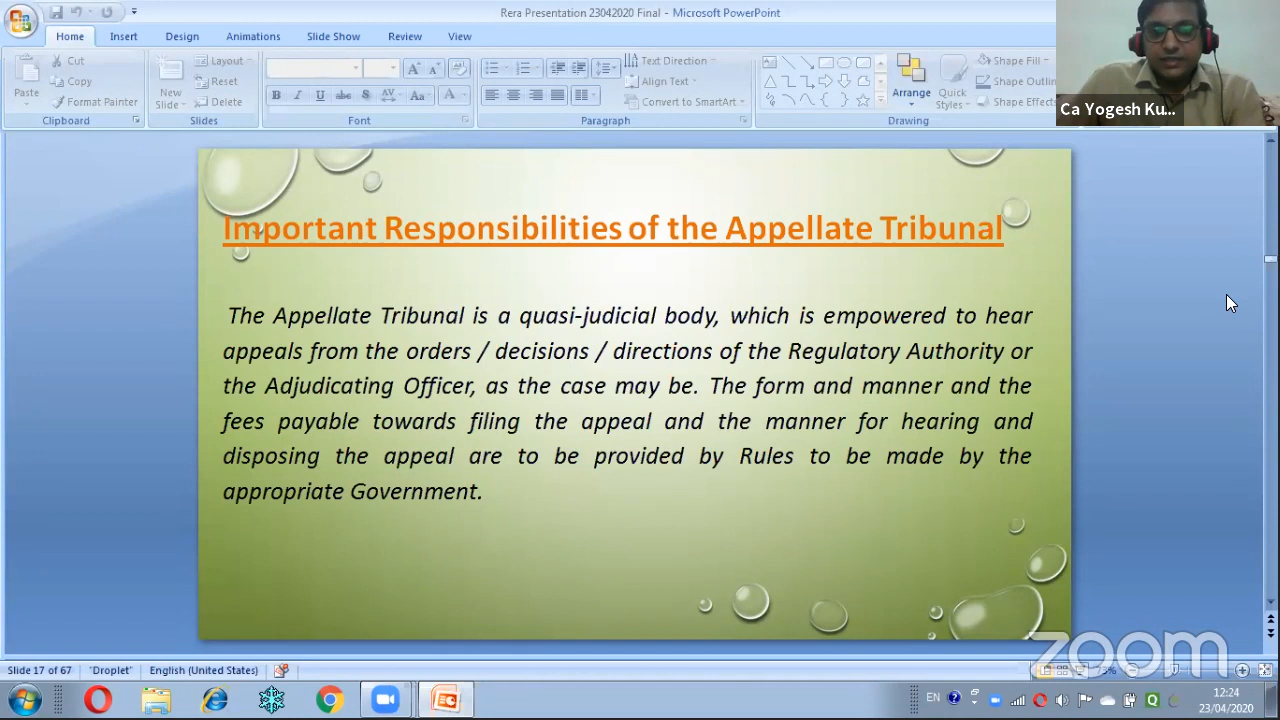 Rera Presentation 23042020 Final - Microsoft PowerPoint
Home Insert Design Animations Slide Show Review View
Cut
Copy
Format Painter
Paste
Clipboard
New Slide
Layout
Reset
Delete
Slides
Font
Text Direction
Align Text
Convert to SmartArt
Paragraph
Arrange
Quick Styles
Shape Fill
Shape Outlin
Shape Effects
Drawing
Ca Yogesh Ku...
Important Responsibilities of the Appellate Tribunal
The Appellate Tribunal is a quasi-judicial body, which is empowered to hear
appeals from the orders / decisions / directions of the Regulatory Authority or
the Adjudicating Officer, as the case may be. The form and manner and the
fees payable towards filing the appeal and the manner for hearing and
disposing the appeal are to be provided by Rules to be made by the
appropriate Government.
zoom
Slide 17 of 67 "Droplet" English (United States)
EN
12:24
23/04/2020